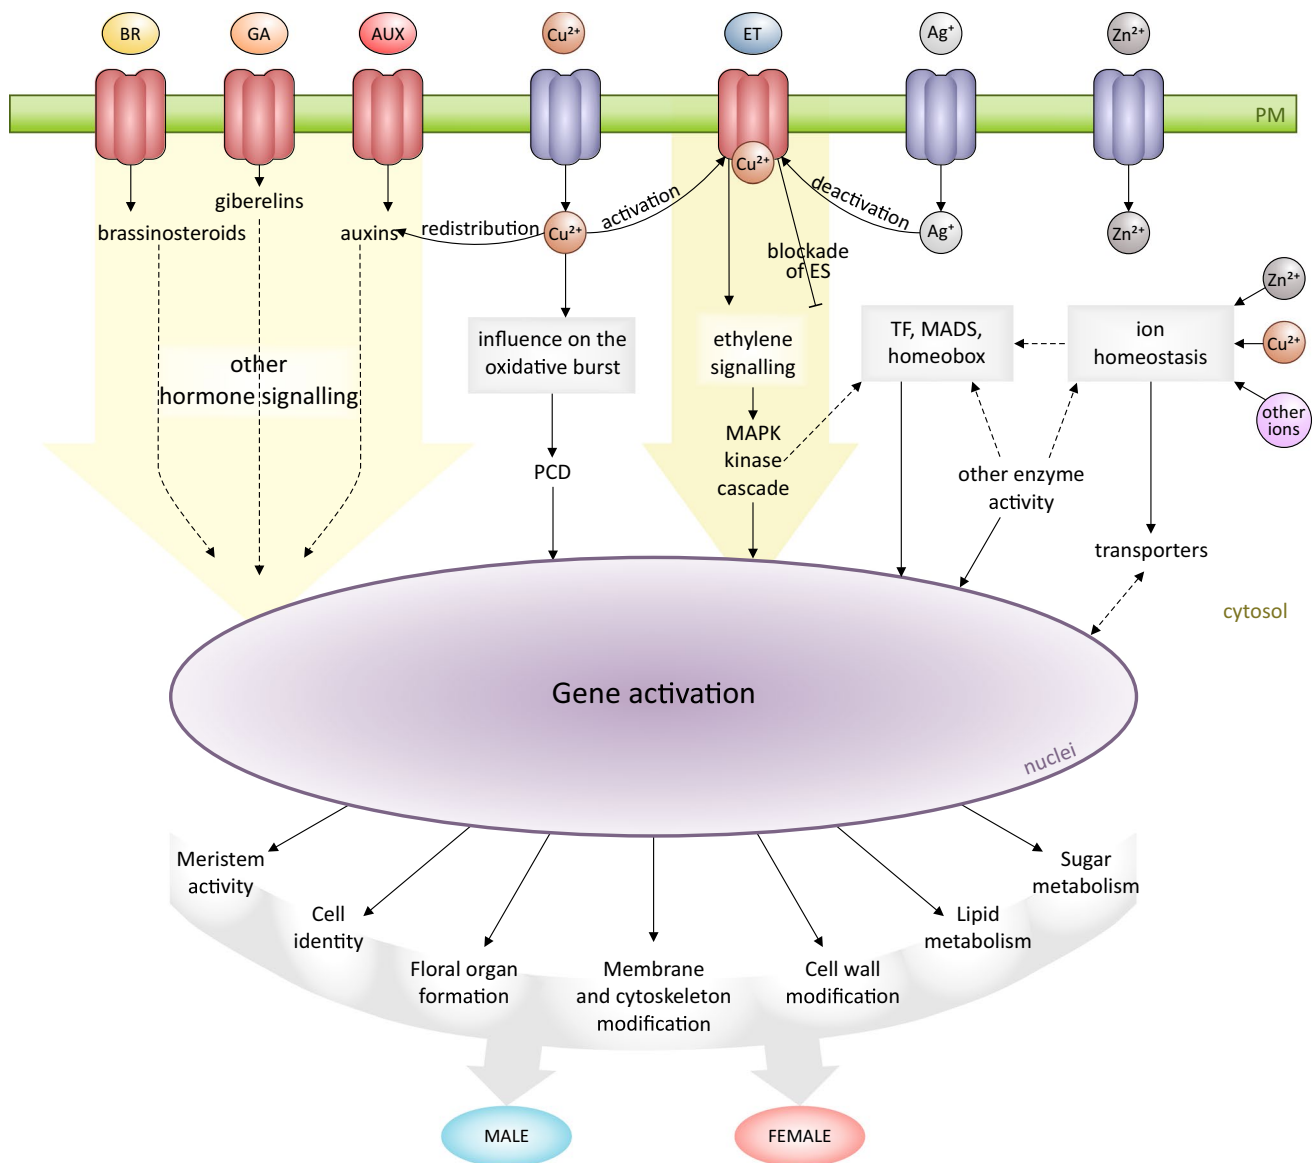 BR
GA
AUX
Cu²⁺
ET
Ag⁺
Zn²⁺
PM
Cu²⁺
giberelins
brassinosteroids
auxins
redistribution
Cu²⁺
activation
deactivation
Ag⁺
Zn²⁺
blockade
of ES
Zn²⁺
Cu²⁺
other
ions
other
hormone signalling
influence on the
oxidative burst
ethylene
signalling
TF, MADS,
homeobox
ion
homeostasis
PCD
MAPK
kinase
cascade
other enzyme
activity
transporters
cytosol
Gene activation
nuclei
Meristem
activity
Cell
identity
Floral organ
formation
Membrane
and cytoskeleton
modification
Cell wall
modification
Lipid
metabolism
Sugar
metabolism
MALE
FEMALE